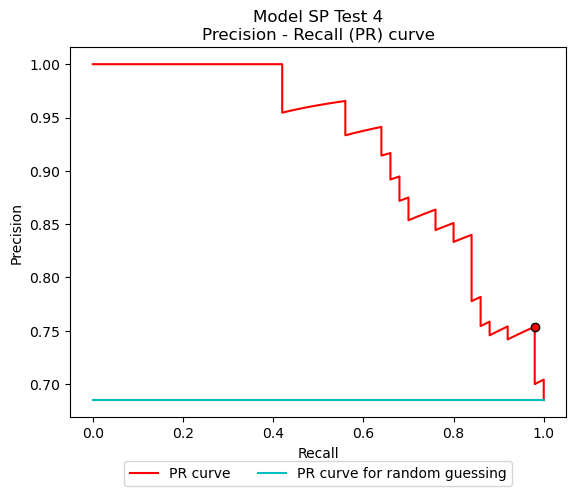 Model SP Test 4
Precision - Recall (PR) curve
1.00
0.95
0.90
0.85
0.80
0.75
0.70
Precision
0.0 0.2 0.4 0.6 0.8 1.0
Recall
PR curve PR curve for random guessing